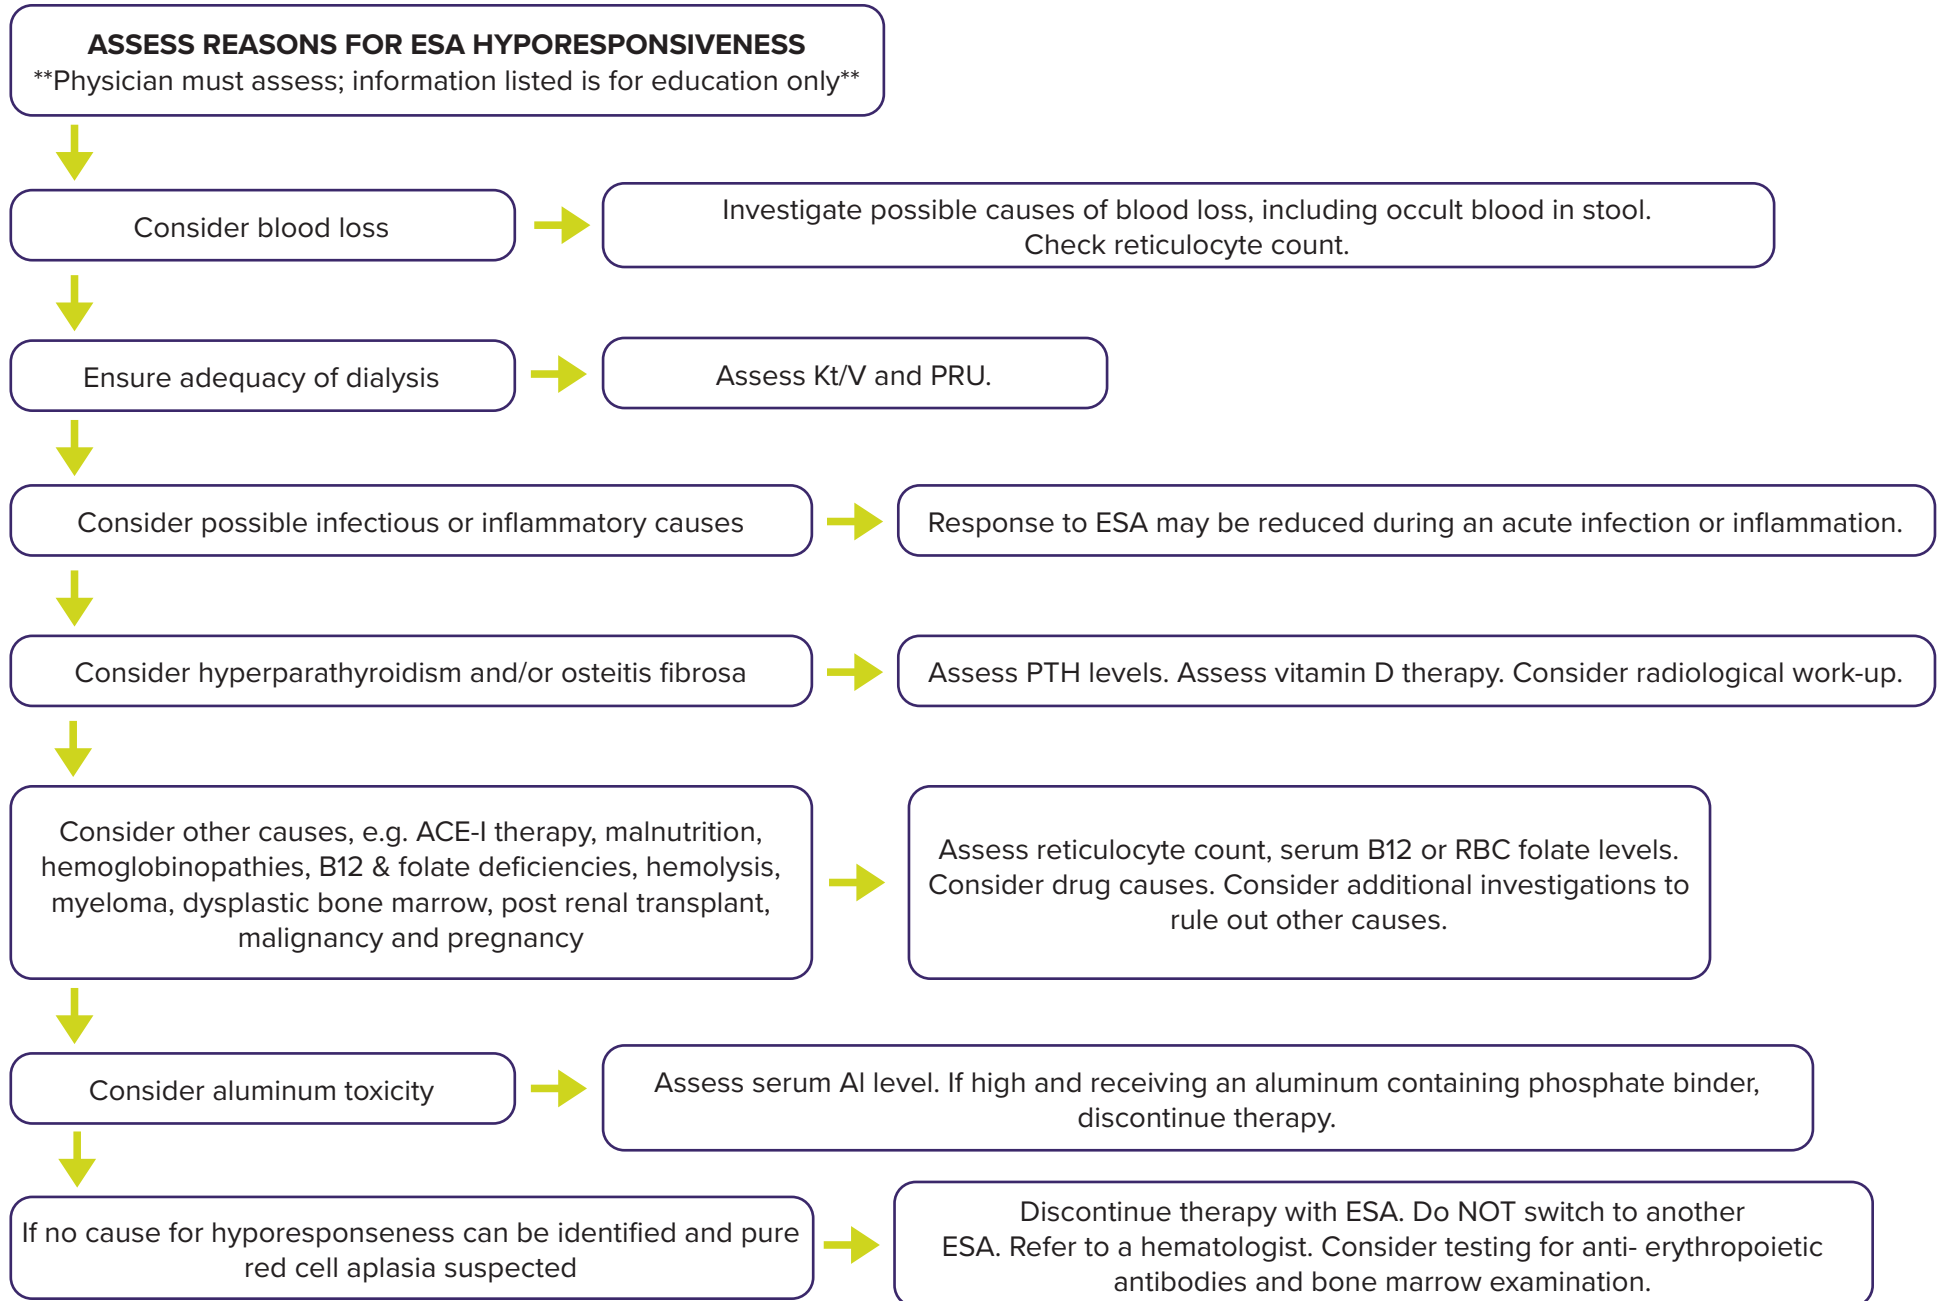 ASSESS REASONS FOR ESA HYPORESPONSIVENESS
**Physician must assess; information listed is for education only**
Consider blood loss
Investigate possible causes of blood loss, including occult blood in stool.
Check reticulocyte count.
Ensure adequacy of dialysis
Assess Kt/V and PRU.
Consider possible infectious or inflammatory causes
Response to ESA may be reduced during an acute infection or inflammation.
Consider hyperparathyroidism and/or osteitis fibrosa
Assess PTH levels. Assess vitamin D therapy. Consider radiological work-up.
Consider other causes, e.g. ACE-I therapy, malnutrition,
hemoglobinopathies, B12 & folate deficiencies, hemolysis,
myeloma, dysplastic bone marrow, post renal transplant,
malignancy and pregnancy
Assess reticulocyte count, serum B12 or RBC folate levels.
Consider drug causes. Consider additional investigations to
rule out other causes.
Consider aluminum toxicity
Assess serum Al level. If high and receiving an aluminum containing phosphate binder,
discontinue therapy.
If no cause for hyporesponseness can be identified and pure
red cell aplasia suspected
Discontinue therapy with ESA. Do NOT switch to another
ESA. Refer to a hematologist. Consider testing for anti- erythropoietic
antibodies and bone marrow examination.